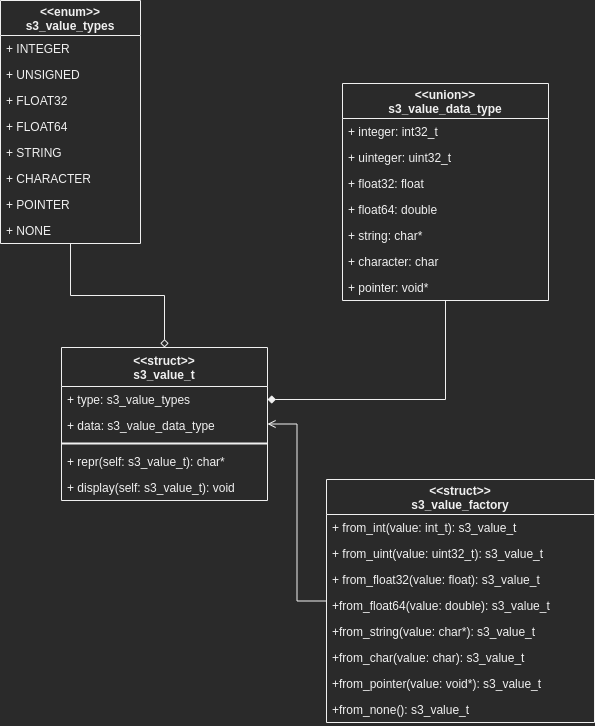 <<enum>>
s3_value_types
+ INTEGER
+ UNSIGNED
+ FLOAT32
+ FLOAT64
+ STRING
+ CHARACTER
+ POINTER
+ NONE
<<union>>
s3_value_data_type
+ integer: int32_t
+ uinteger: uint32_t
+ float32: float
+ float64: double
+ string: char*
+ character: char
+ pointer: void*
<<struct>>
s3_value_t
+ type: s3_value_types
+ data: s3_value_data_type
+ repr(self: s3_value_t): char*
+ display(self: s3_value_t): void
<<struct>>
s3_value_factory
+ from_int(value: int_t): s3_value_t
+ from_uint(value: uint32_t): s3_value_t
+ from_float32(value: float): s3_value_t
+from_float64(value: double): s3_value_t
+from_string(value: char*): s3_value_t
+from_char(value: char): s3_value_t
+from_pointer(value: void*): s3_value_t
+from_none(): s3_value_t